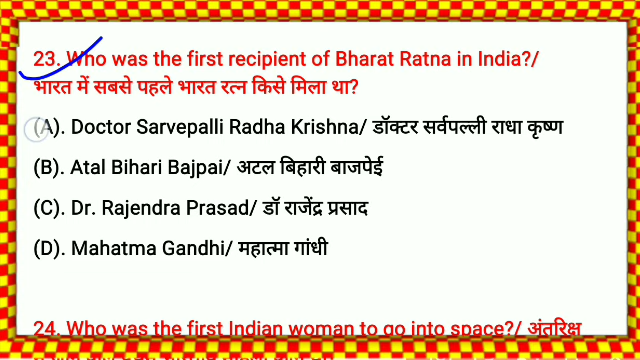 23. Who was the first recipient of Bharat Ratna in India?/
भारत में सबसे पहले भारत रत्न किसे मिला था?
(A). Doctor Sarvepalli Radha Krishna/ डॉक्टर सर्वपल्ली राधा कृष्ण
(B). Atal Bihari Bajpai/ अटल बिहारी बाजपेई
(C). Dr. Rajendra Prasad/ डॉ राजेंद्र प्रसाद
(D). Mahatma Gandhi/ महात्मा गांधी
24. Who was the first Indian woman to go into space?/ अंतरिक्ष